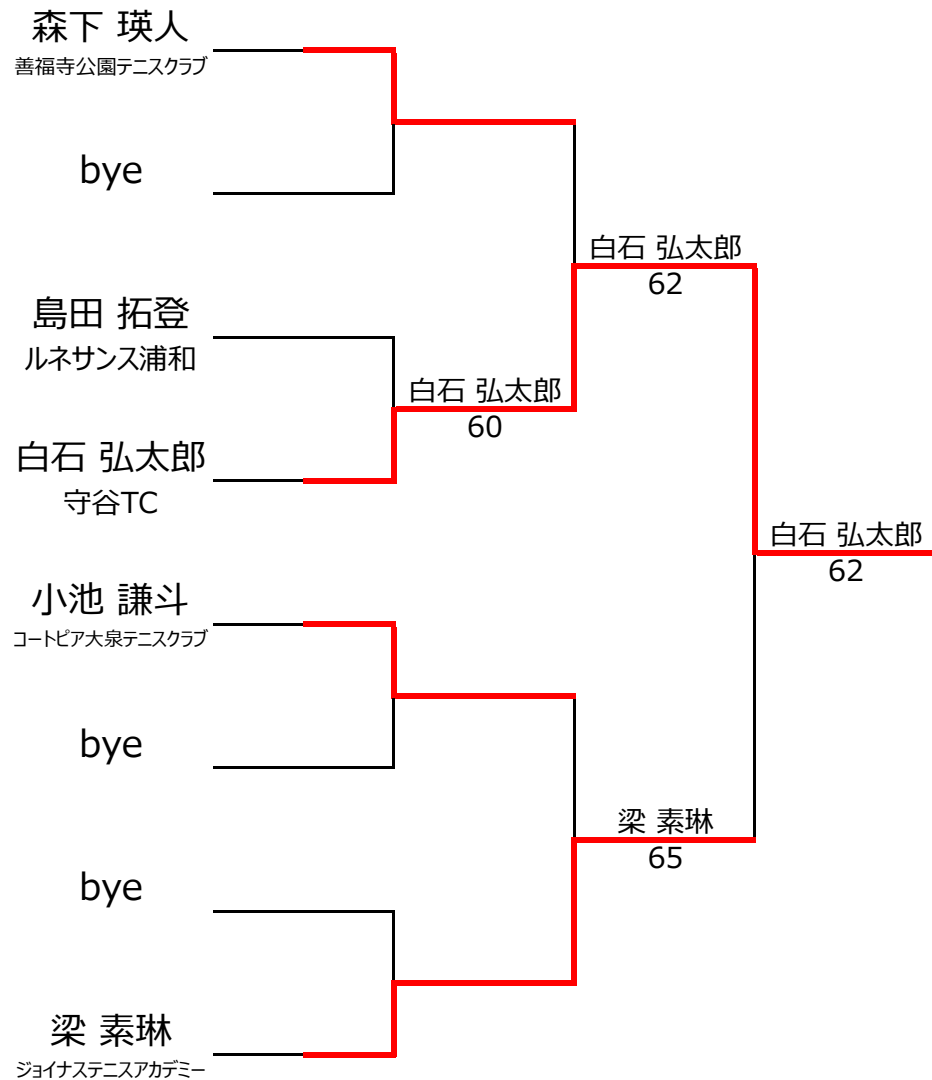 森下 瑛人
善福寺公園テニスクラブ
bye
白石 弘太郎
62
島田 拓登
ルネサンス浦和
白石 弘太郎
60
白石 弘太郎
守谷TC
白石 弘太郎
62
小池 謙斗
コートピア大泉テニスクラブ
bye
梁 素琳
65
bye
梁 素琳
ジョイナステニスアカデミー